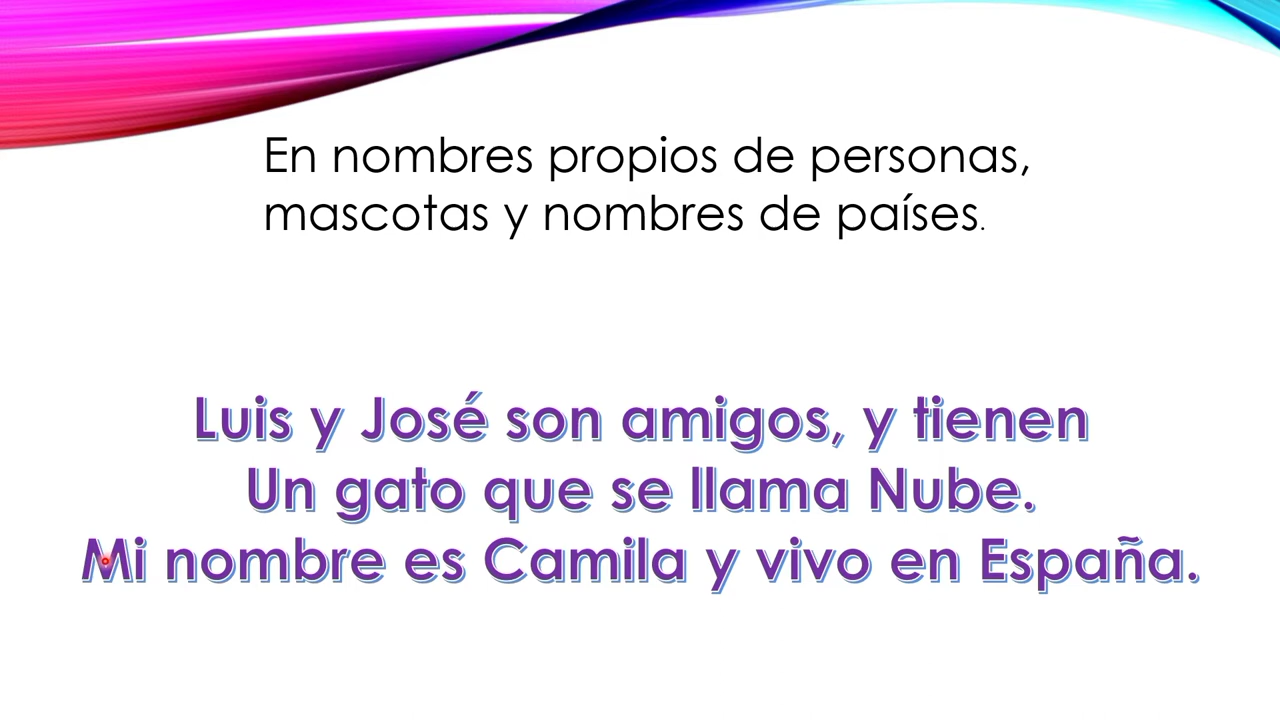 En nombres propios de personas,
mascotas y nombres de países.
Luis y José son amigos, y tienen
Un gato que se llama Nube.
Mi nombre es Camila y vivo en España.